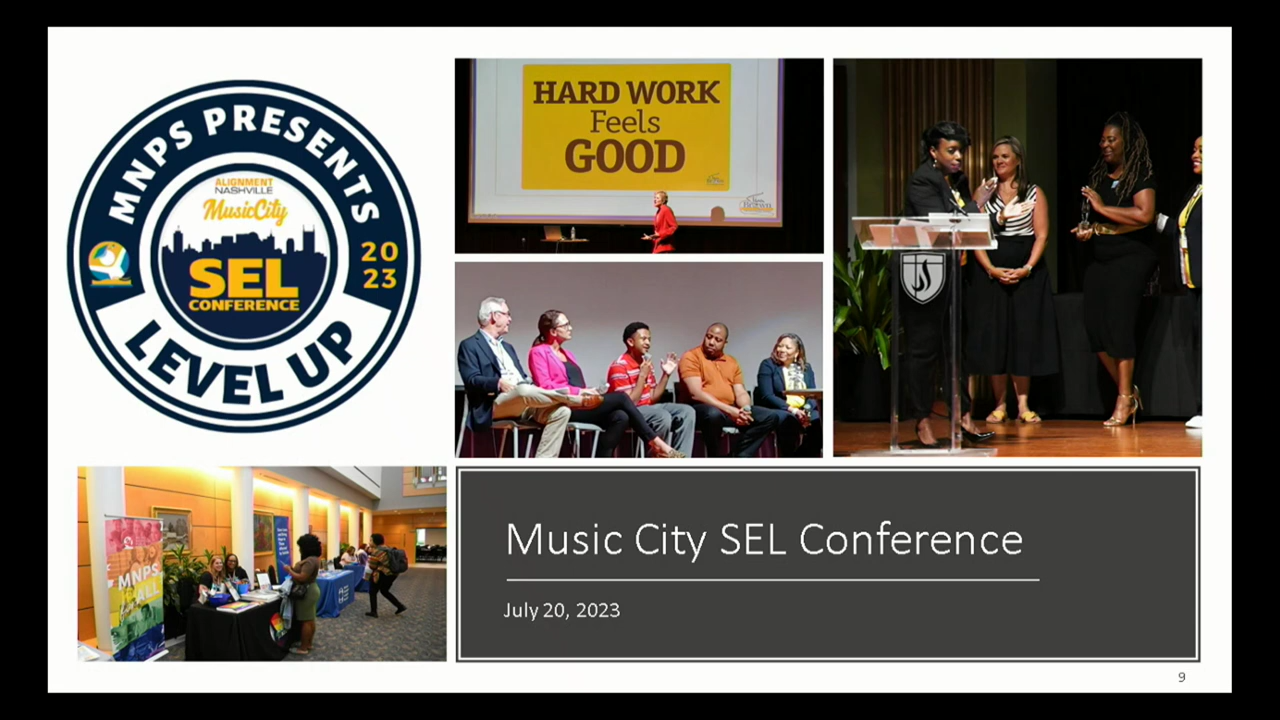 MNPS PRESENTS
ALIGNMENT
NASHVILLE
MusicCity
SEL
CONFERENCE
20
23
LEVEL UP
HARD WORK
Feels
GOOD
MNPS
ALL
Music City SEL Conference
July 20, 2023
9